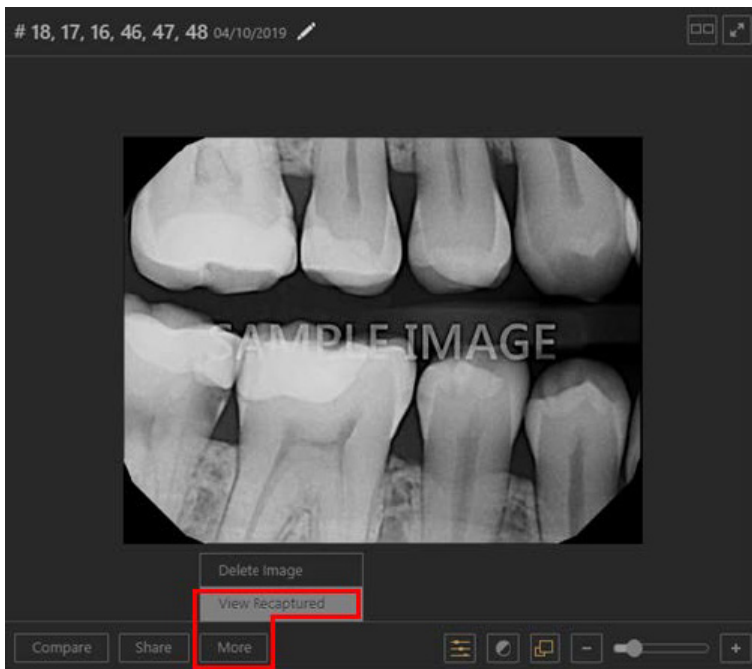 # 18, 17, 16, 46, 47, 48 04/10/2019
SAMPLE IMAGE
Delete Image
View Recaptured
Compare Share More